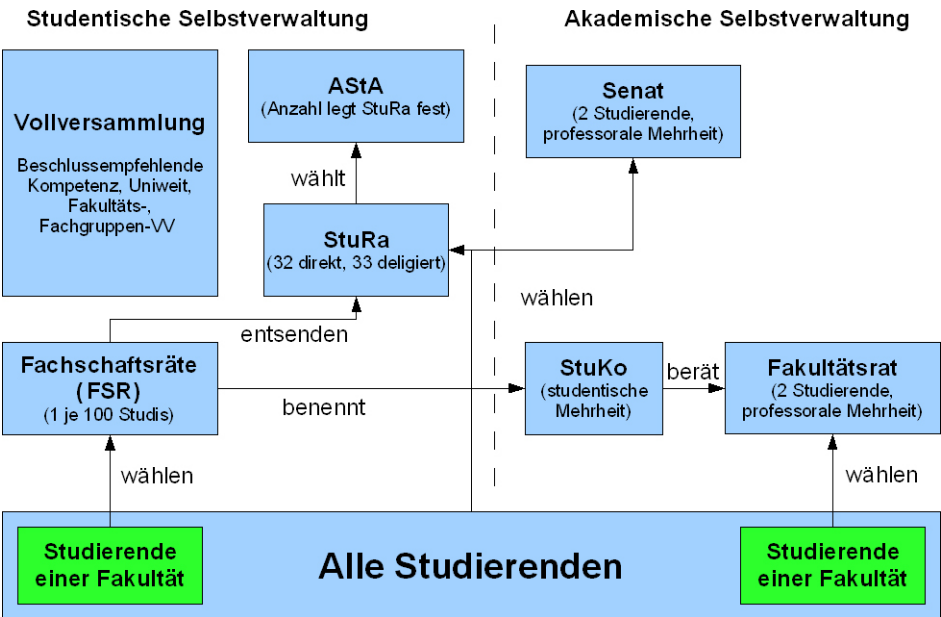 Studentische Selbstverwaltung
Akademische Selbstverwaltung
Vollversammlung
Beschlussempfehlende
Kompetenz, Uniweit,
Fakultäts-,
Fachgruppen-VV
AStA
(Anzahl legt StuRa fest)
Senat
(2 Studierende,
professorale Mehrheit)
wählt
StuRa
(32 direkt, 33 deligiert)
wählen
entsenden
Fachschaftsräte
(FSR)
(1 je 100 Studis)
benennt
StuKo
(studentische
Mehrheit)
berät
Fakultätsrat
(2 Studierende,
professorale Mehrheit)
wählen
wählen
Studierende
einer Fakultät
Alle Studierenden
Studierende
einer Fakultät